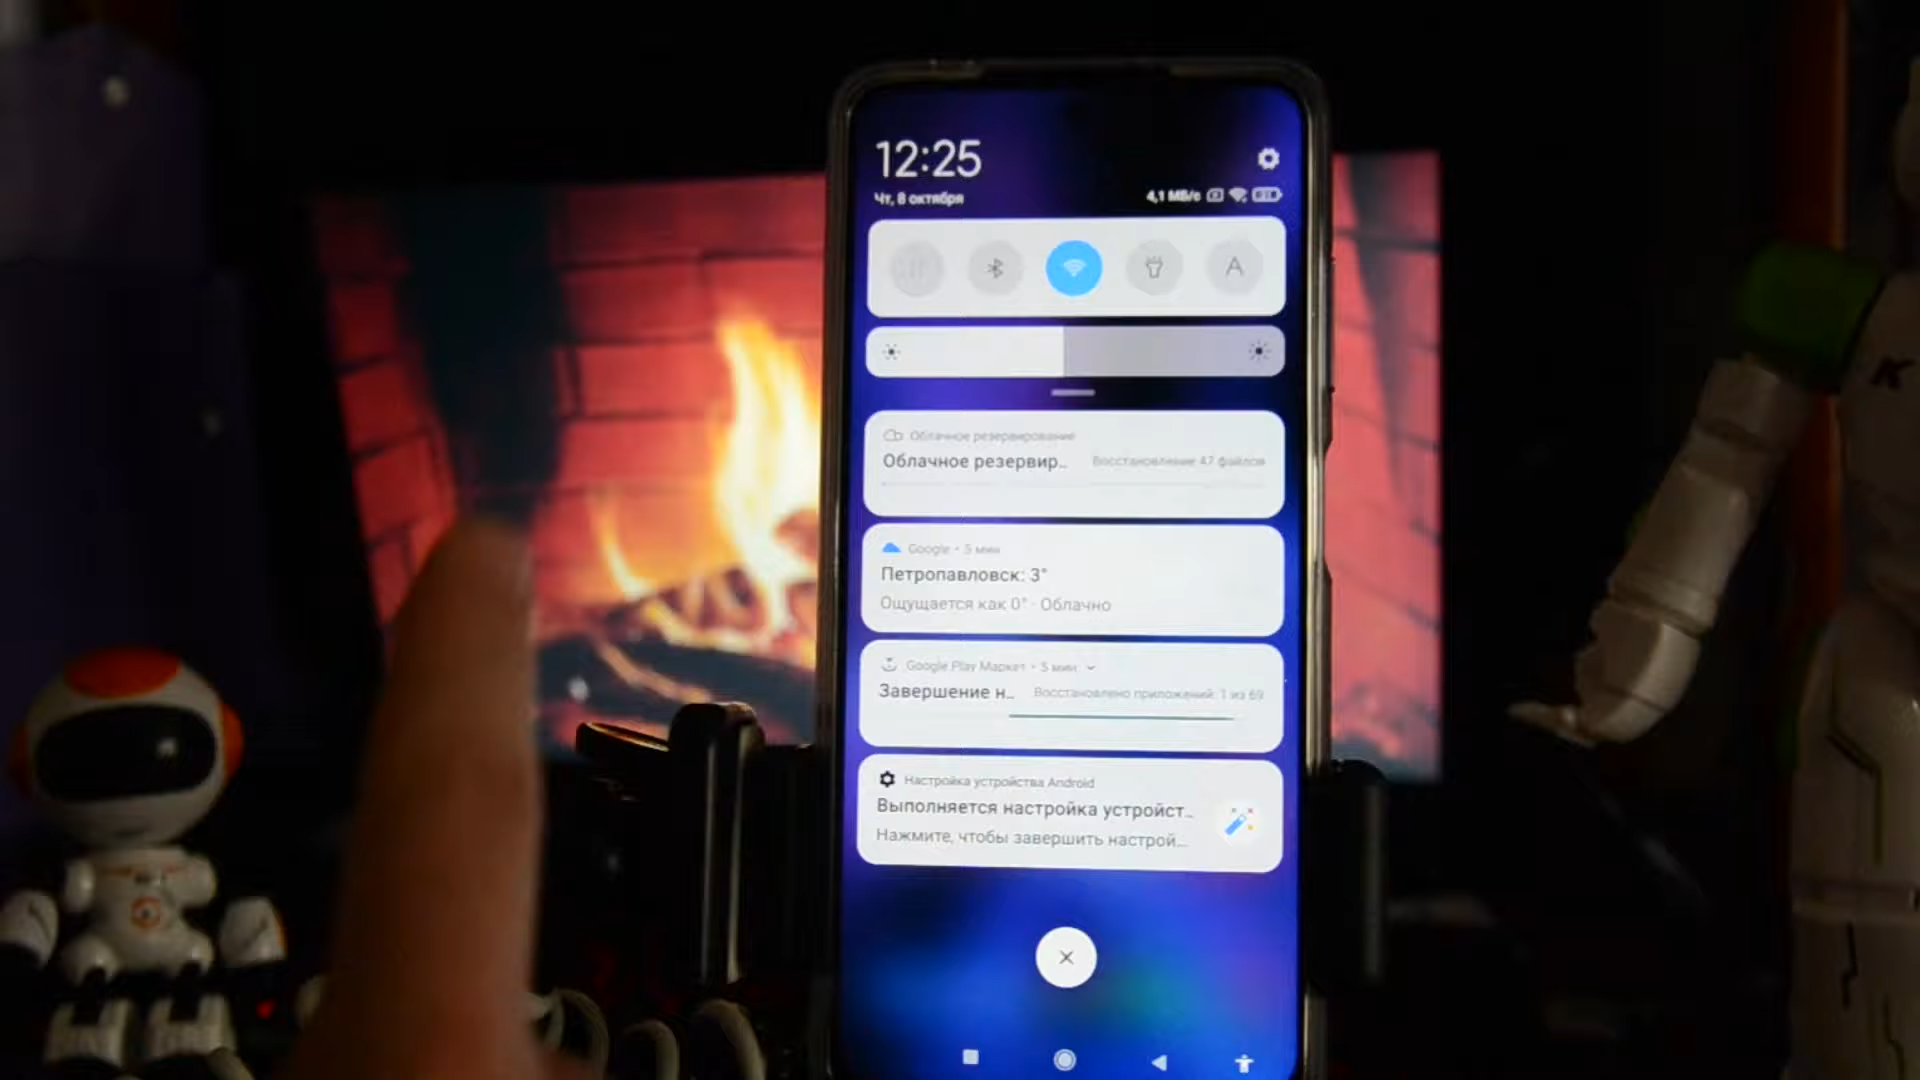 12:25
Чт, 8 октября
4,1 МБ/с
A
Облачное резервирование
Облачное резервир..
Восстановление 47 файлов
Google • 5 мин
Петропавловск: 3°
Ощущается как 0° · Облачно
Google Play Маркет • 5 мин
Завершение н..
Восстановлено приложений: 1 из 69
Настройка устройства Android
Выполняется настройка устройст..
Нажмите, чтобы завершить настрой...
K